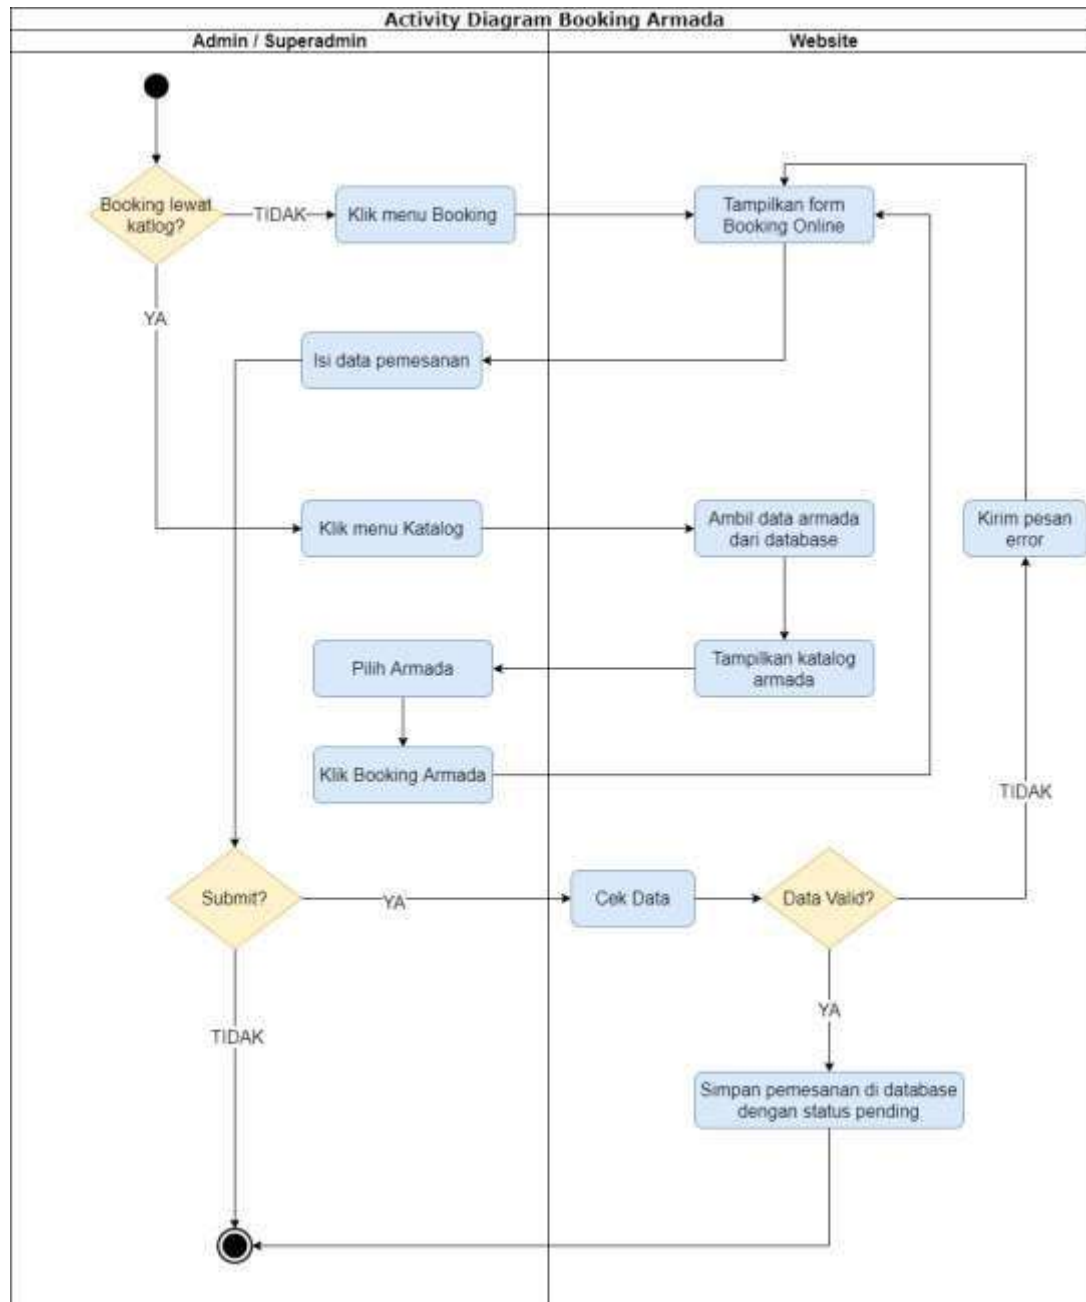 Activity Diagram Booking Armada
Admin / Superadmin
Website
Booking lewat
katlog?
TIDAK
Klik menu Booking
Tampilkan form
Booking Online
YA
Isi data pemesanan
Klik menu Katalog
Ambil data armada
dari database
Kirim pesan
error
Pilih Armada
Tampilkan katalog
armada
Klik Booking Armada
TIDAK
Submit?
YA
Cek Data
Data Valid?
TIDAK
YA
Simpan pemesanan di database
dengan status pending